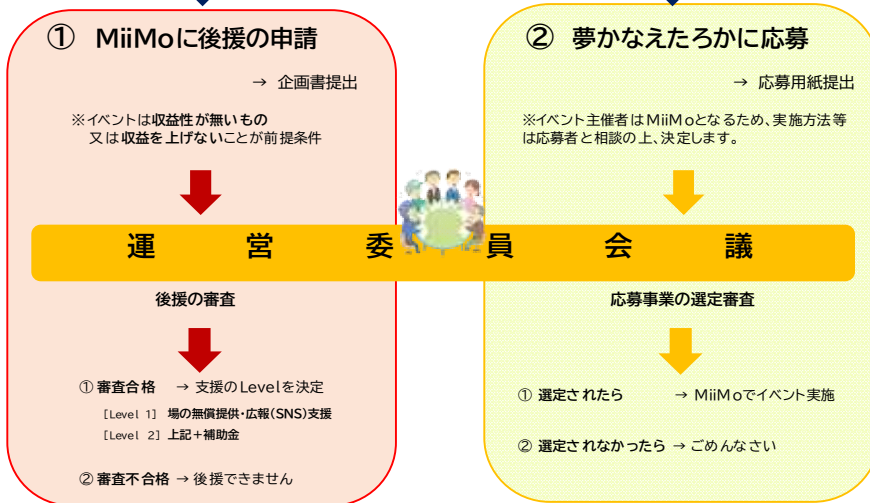 ① MiiMoに後援の申請
→ 企画書提出
※イベントは収益性が無いもの
又は収益を上げないことが前提条件
② 夢かなえたろかに応募
→ 応募用紙提出
※イベント主催者はMiiMoとなるため、実施方法等
は応募者と相談の上、決定します。
運営委員会議
後援の審査
① 審査合格 → 支援のLevelを決定
[Level 1] 場の無償提供・広報(SNS)支援
[Level 2] 上記+補助金
② 審査不合格 → 後援できません
応募事業の選定審査
① 選定されたら → MiiMoでイベント実施
② 選定されなかったら → ごめんなさい